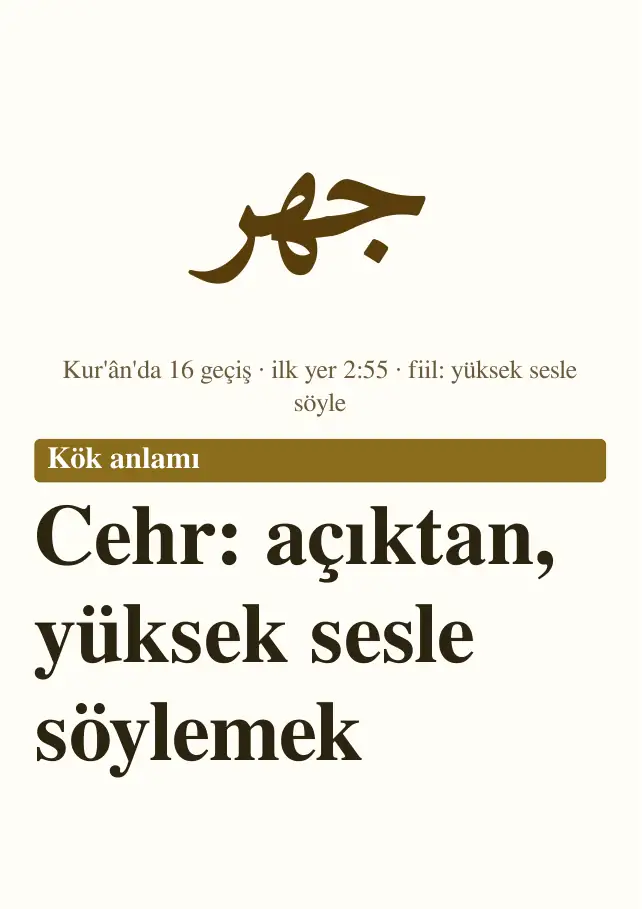 جهر
Kur'ân'da 16 geçiş · ilk yer 2:55 · fiil: yüksek sesle
söyle
Kök anlamı
Cehr: açıktan,
yüksek sesle
söylemek